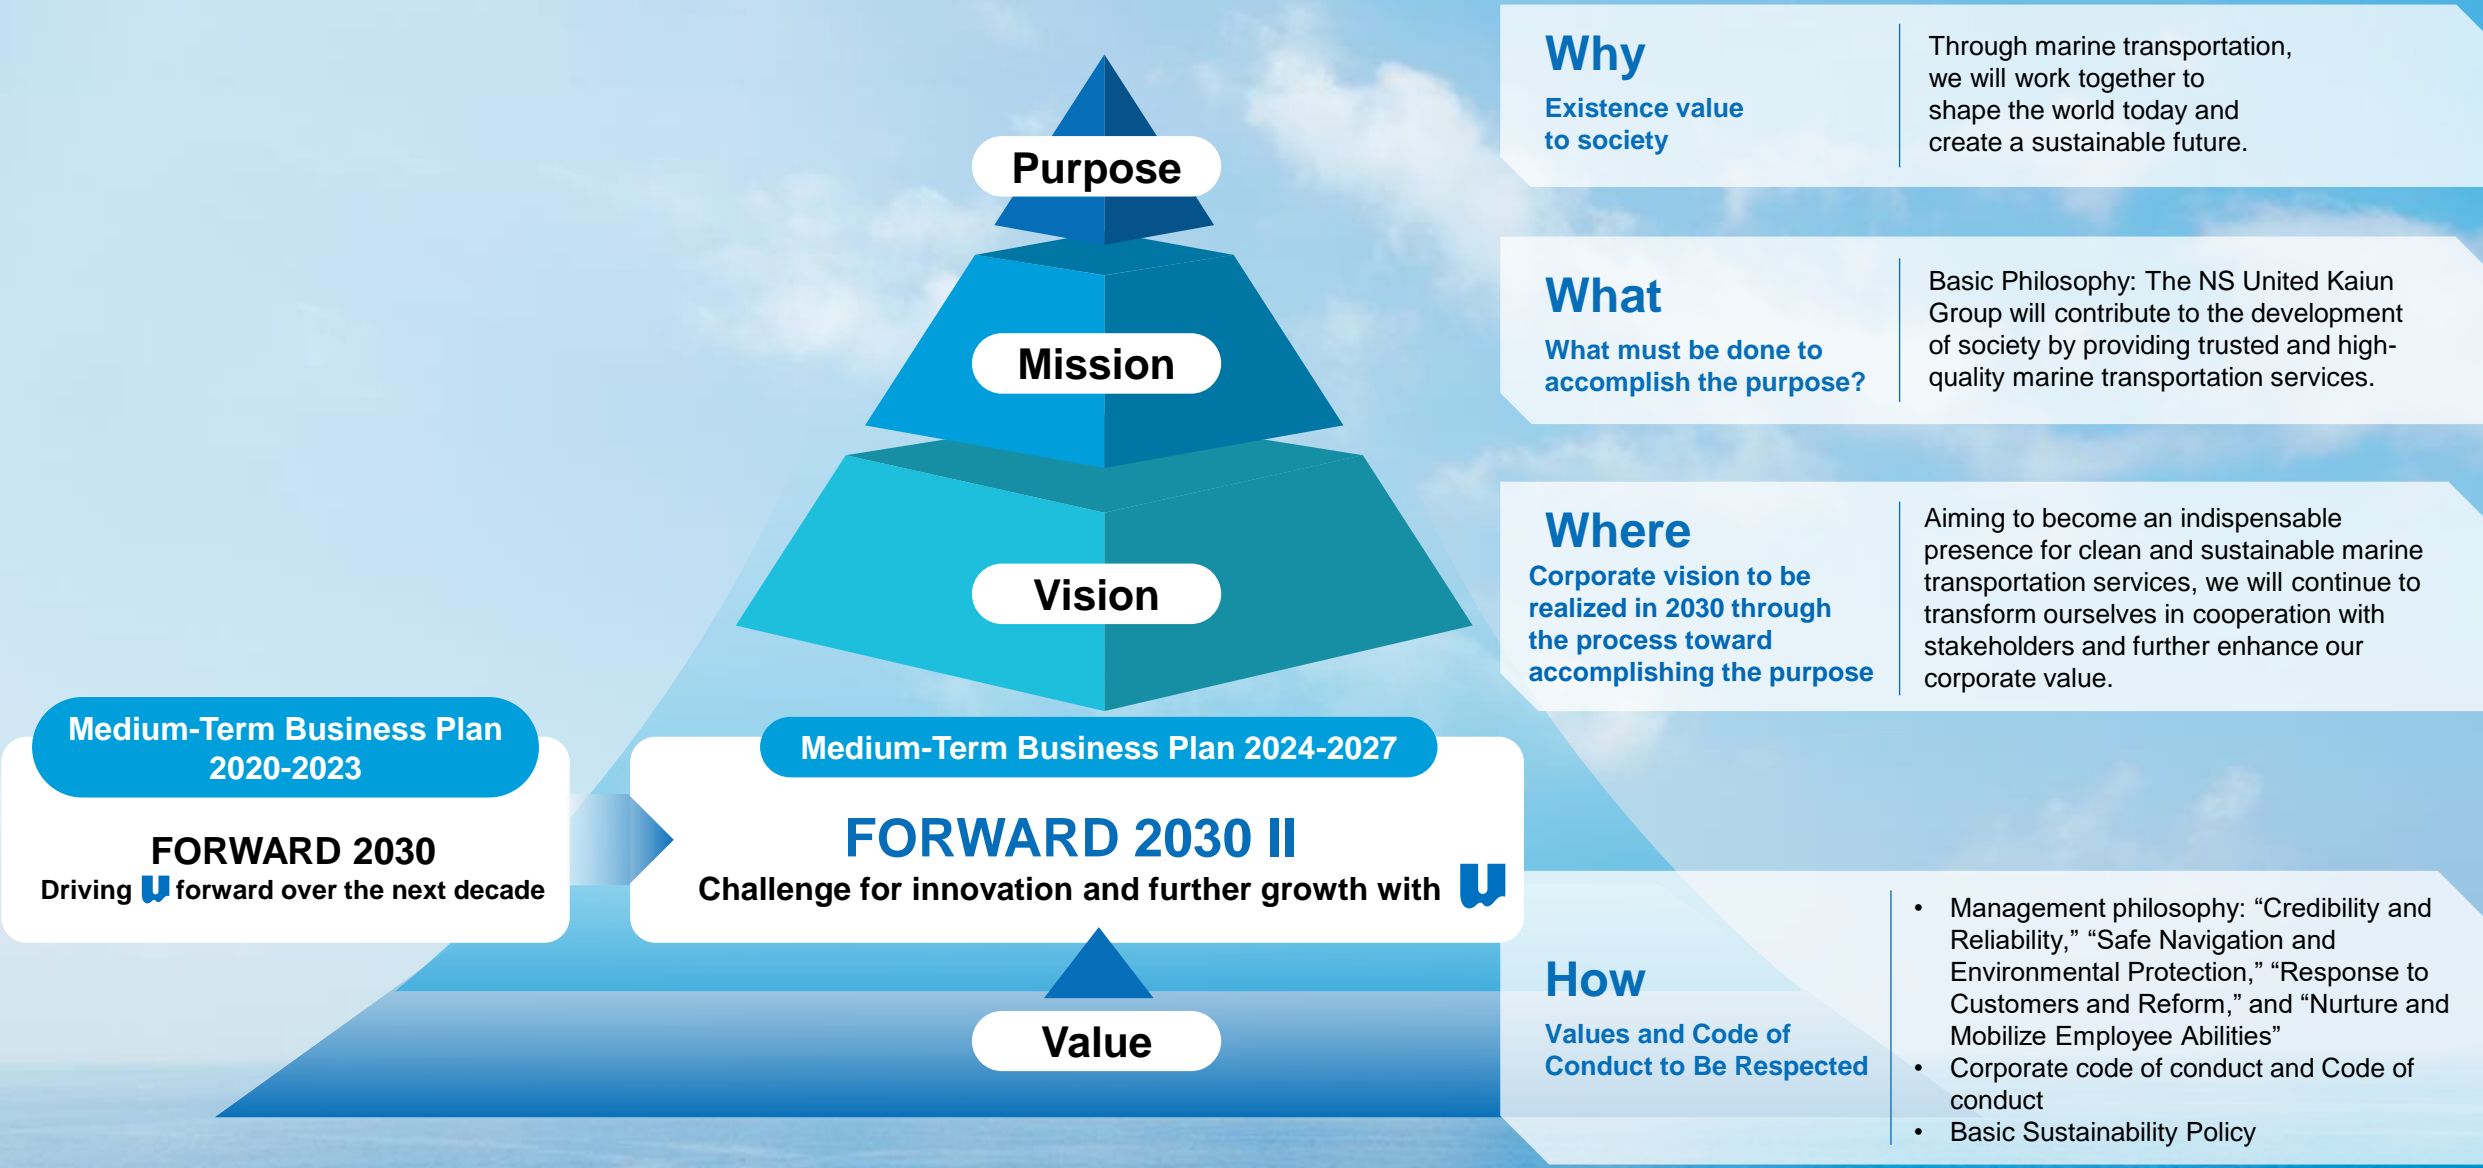 Purpose
Mission
Vision
Medium-Term Business Plan
2020-2023
FORWARD 2030
Driving U forward over the next decade
Medium-Term Business Plan 2024-2027
FORWARD 2030 II
Challenge for innovation and further growth with U
Value
Why
Existence value
to society
Through marine transportation,
we will work together to
shape the world today and
create a sustainable future.
What
What must be done to
accomplish the purpose?
Basic Philosophy: The NS United Kaiun
Group will contribute to the development
of society by providing trusted and high-
quality marine transportation services.
Where
Corporate vision to be
realized in 2030 through
the process toward
accomplishing the purpose
Aiming to become an indispensable
presence for clean and sustainable marine
transportation services, we will continue to
transform ourselves in cooperation with
stakeholders and further enhance our
corporate value.
How
Values and Code of
Conduct to Be Respected
• Management philosophy: “Credibility and
Reliability,” “Safe Navigation and
Environmental Protection,” “Response to
Customers and Reform,” and “Nurture and
Mobilize Employee Abilities”
• Corporate code of conduct and Code of
conduct
• Basic Sustainability Policy